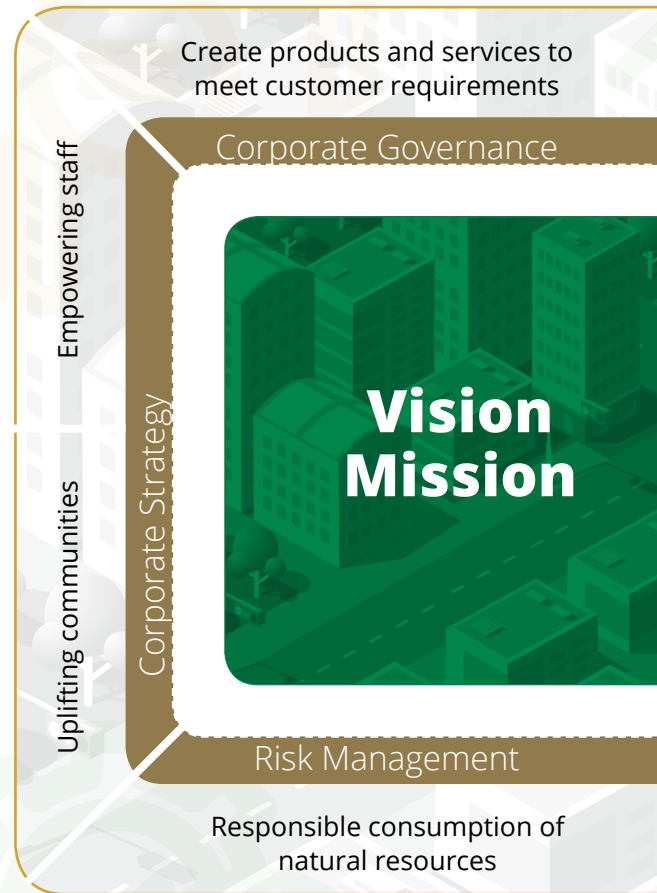 Create products and services to
meet customer requirements
Corporate Governance
Empowering staff
Corporate Strategy
Uplifting communities
Vision
Mission
Risk Management
Responsible consumption of
natural resources